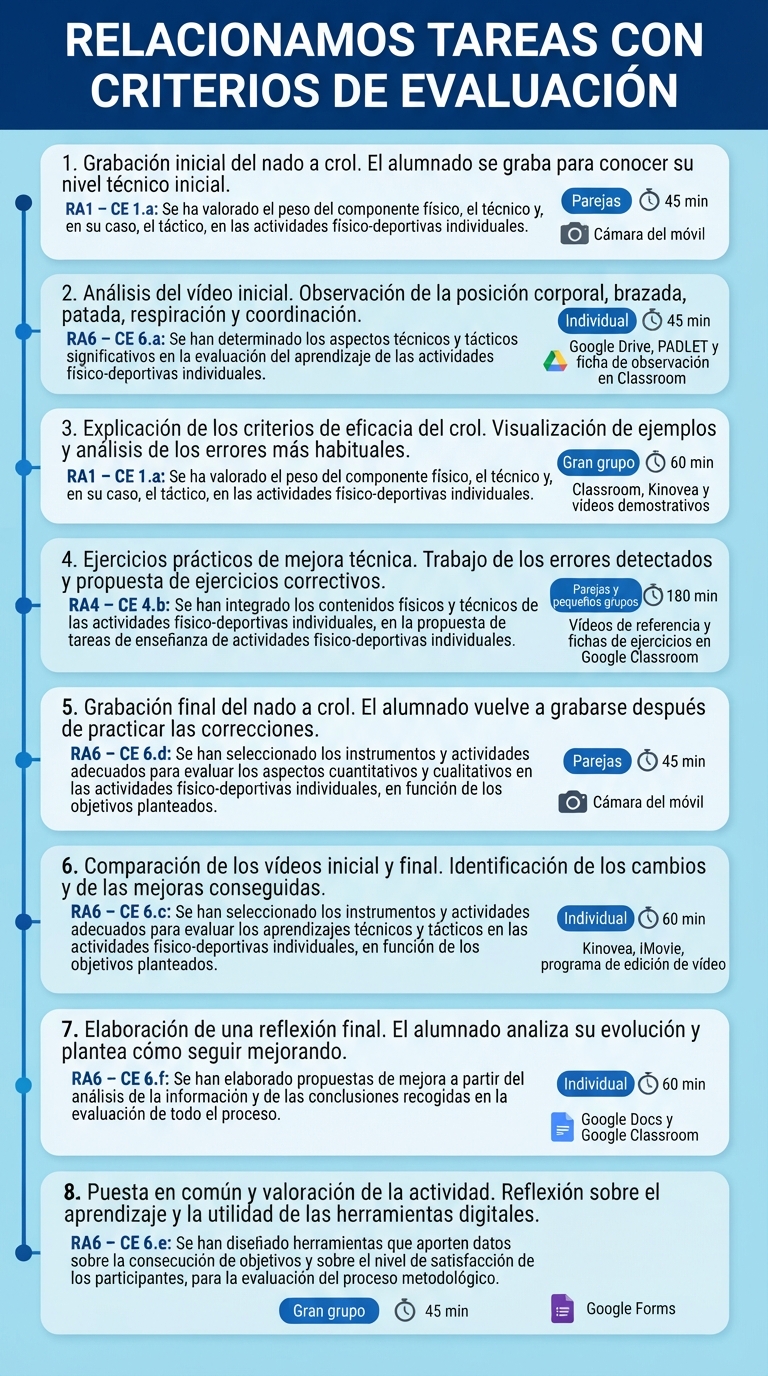 RELACIONAMOS TAREAS CON
CRITERIOS DE EVALUACIÓN
1. Grabación inicial del nado a crol. El alumnado se graba para conocer su
nivel técnico inicial.
RA1 – CE 1.a: Se ha valorado el peso del componente físico, el técnico y,
en su caso, el táctico, en las actividades físico-deportivas individuales.
Parejas
45 min
Cámara del móvil
2. Análisis del vídeo inicial. Observación de la posición corporal, brazada,
patada, respiración y coordinación.
RA6 – CE 6.a: Se han determinado los aspectos técnicos y tácticos
significativos en la evaluación del aprendizaje de las actividades
físico-deportivas individuales.
Individual
45 min
Google Drive, PADLET y
ficha de observación
en Classroom
3. Explicación de los criterios de eficacia del crol. Visualización de ejemplos
y análisis de los errores más habituales.
RA1 – CE 1.a: Se ha valorado el peso del componente físico, el técnico y,
en su caso, el táctico, en las actividades físico-deportivas individuales.
Gran grupo
60 min
Classroom, Kinovea y
vídeos demostrativos
4. Ejercicios prácticos de mejora técnica. Trabajo de los errores detectados
y propuesta de ejercicios correctivos.
RA4 – CE 4.b: Se han integrado los contenidos físicos y técnicos de
las actividades físico-deportivas individuales, en la propuesta de
tareas de enseñanza de actividades fisico-deportivas individuales.
Parejas y
pequeños grupos
180 min
Vídeos de referencia y
fichas de ejercicios en
Google Classroom
5. Grabación final del nado a crol. El alumnado vuelve a grabarse después
de practicar las correcciones.
RA6 – CE 6.d: Se han seleccionado los instrumentos y actividades
adecuados para evaluar los aspectos cuantitativos y cualitativos en
las actividades físico-deportivas individuales, en función de los
objetivos planteados.
Parejas
45 min
Cámara del móvil
6. Comparación de los vídeos inicial y final. Identificación de los cambios
y de las mejoras conseguidas.
RA6 – CE 6.c: Se han seleccionado los instrumentos y actividades
adecuados para evaluar los aprendizajes técnicos y tácticos en las
actividades físico-deportivas individuales, en función de los
objetivos planteados.
Individual
60 min
Kinovea, iMovie,
programa de edición de vídeo
7. Elaboración de una reflexión final. El alumnado analiza su evolución y
plantea cómo seguir mejorando.
RA6 – CE 6.f: Se han elaborado propuestas de mejora a partir del
análisis de la información y de las conclusiones recogidas en la
evaluación de todo el proceso.
Individual
60 min
Google Docs y
Google Classroom
8. Puesta en común y valoración de la actividad. Reflexión sobre el
aprendizaje y la utilidad de las herramientas digitales.
RA6 – CE 6.e: Se han diseñado herramientas que aporten datos
sobre la consecución de objetivos y sobre el nivel de satisfacción de
los participantes, para la evaluación del proceso metodológico.
Gran grupo
45 min
Google Forms